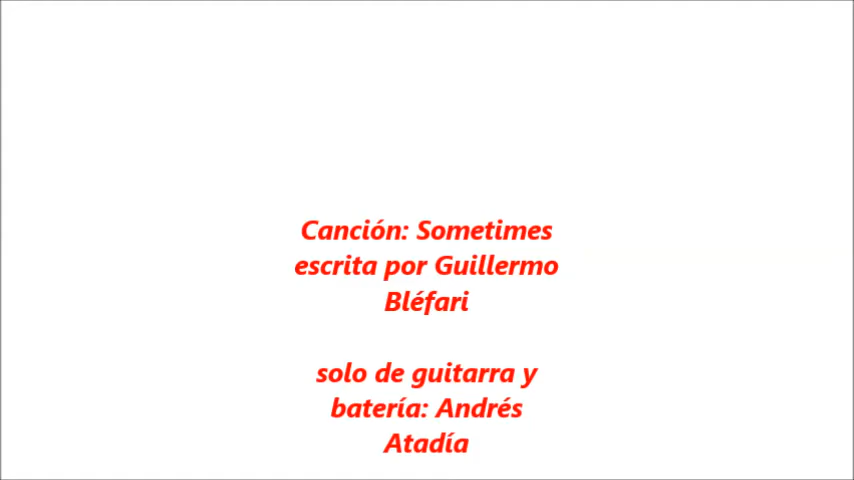 Canción: Sometimes
escrita por Guillermo
Bléfari
solo de guitarra y
batería: Andrés
Atadía